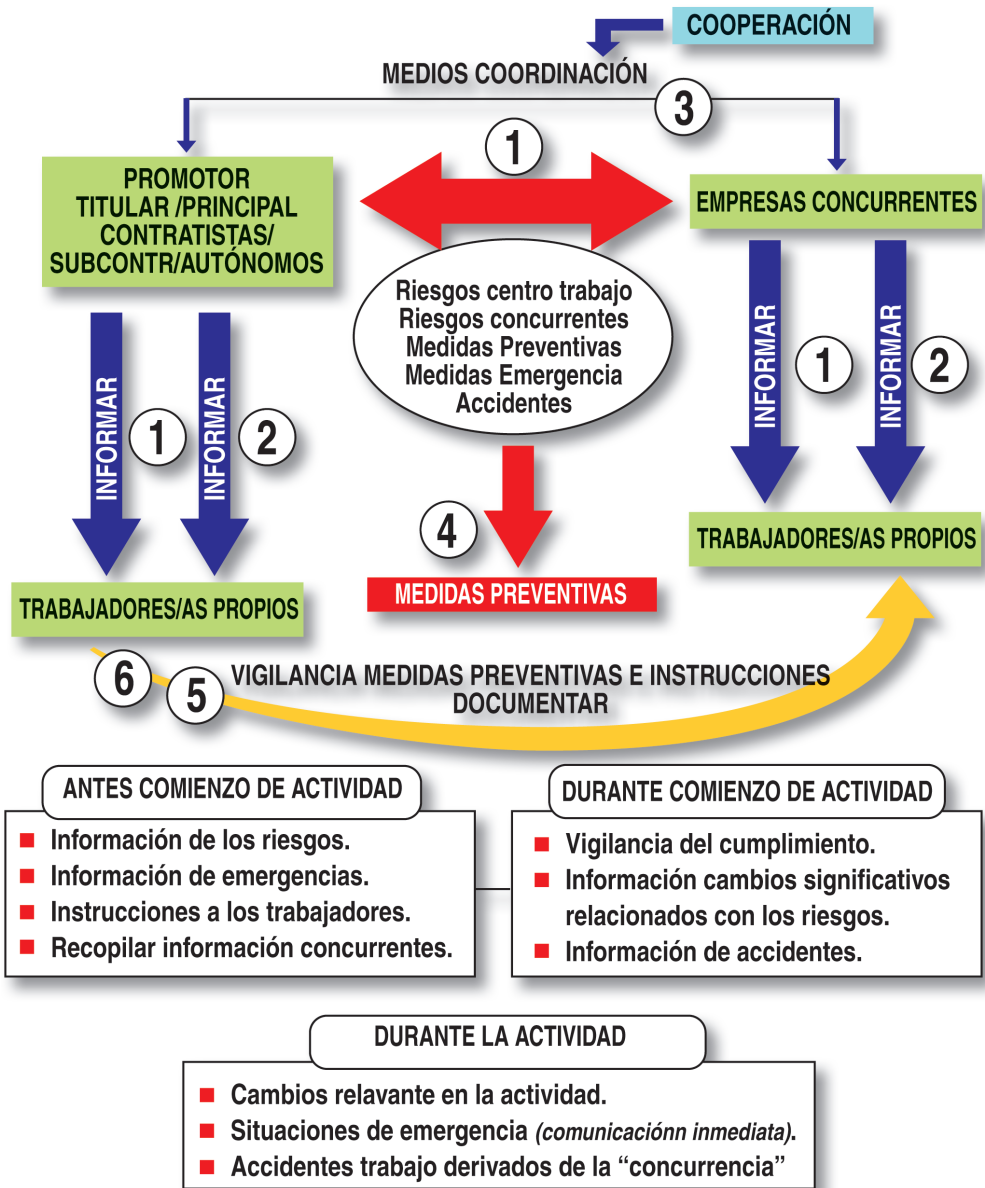 COOPERACIÓN
MEDIOS COORDINACIÓN
3
1
PROMOTOR
TITULAR /PRINCIPAL
CONTRATISTAS/
SUBCONTR/AUTÓNOMOS
EMPRESAS CONCURRENTES
Riesgos centro trabajo
Riesgos concurrentes
Medidas Preventivas
Medidas Emergencia
Accidentes
INFORMAR
1
INFORMAR
2
INFORMAR
1
INFORMAR
2
4
MEDIDAS PREVENTIVAS
TRABAJADORES/AS PROPIOS
TRABAJADORES/AS PROPIOS
6
5
VIGILANCIA MEDIDAS PREVENTIVAS E INSTRUCCIONES
DOCUMENTAR
ANTES COMIENZO DE ACTIVIDAD
Información de los riesgos.
Información de emergencias.
Instrucciones a los trabajadores.
Recopilar información concurrentes.
DURANTE COMIENZO DE ACTIVIDAD
Vigilancia del cumplimiento.
Información cambios significativos
relacionados con los riesgos.
Información de accidentes.
DURANTE LA ACTIVIDAD
Cambios relavante en la actividad.
Situaciones de emergencia (comunicaciónn inmediata).
Accidentes trabajo derivados de la “concurrencia”